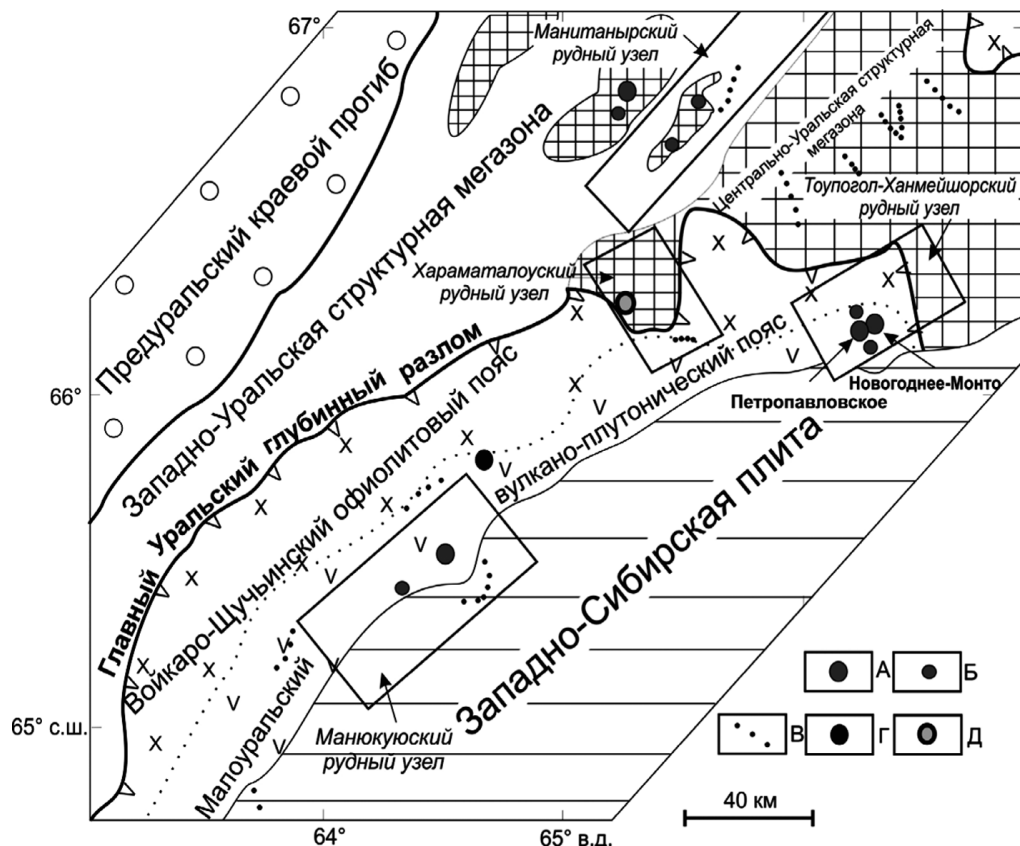 67°
Манитанырский
рудный узел
Предуральский краевой прогиб
Западно-Уральская структурная мегазона
Центрально-Уральская структурная
мегазона
Тоупогол-Ханмейшорский
рудный узел
Хараматалоуский
рудный узел
66°
Главный Уральский глубинный разлом
Войкаро-Щучьинский офиолитовый пояс
Малоуральский вулкано-плутонический пояс
Новогоднее-Монто
Петропавловское
Западно-Сибирская плита
65° с.ш.
Манюкуюский
рудный узел
А
Б
В
Г
Д
40 км
64°
65° в.д.